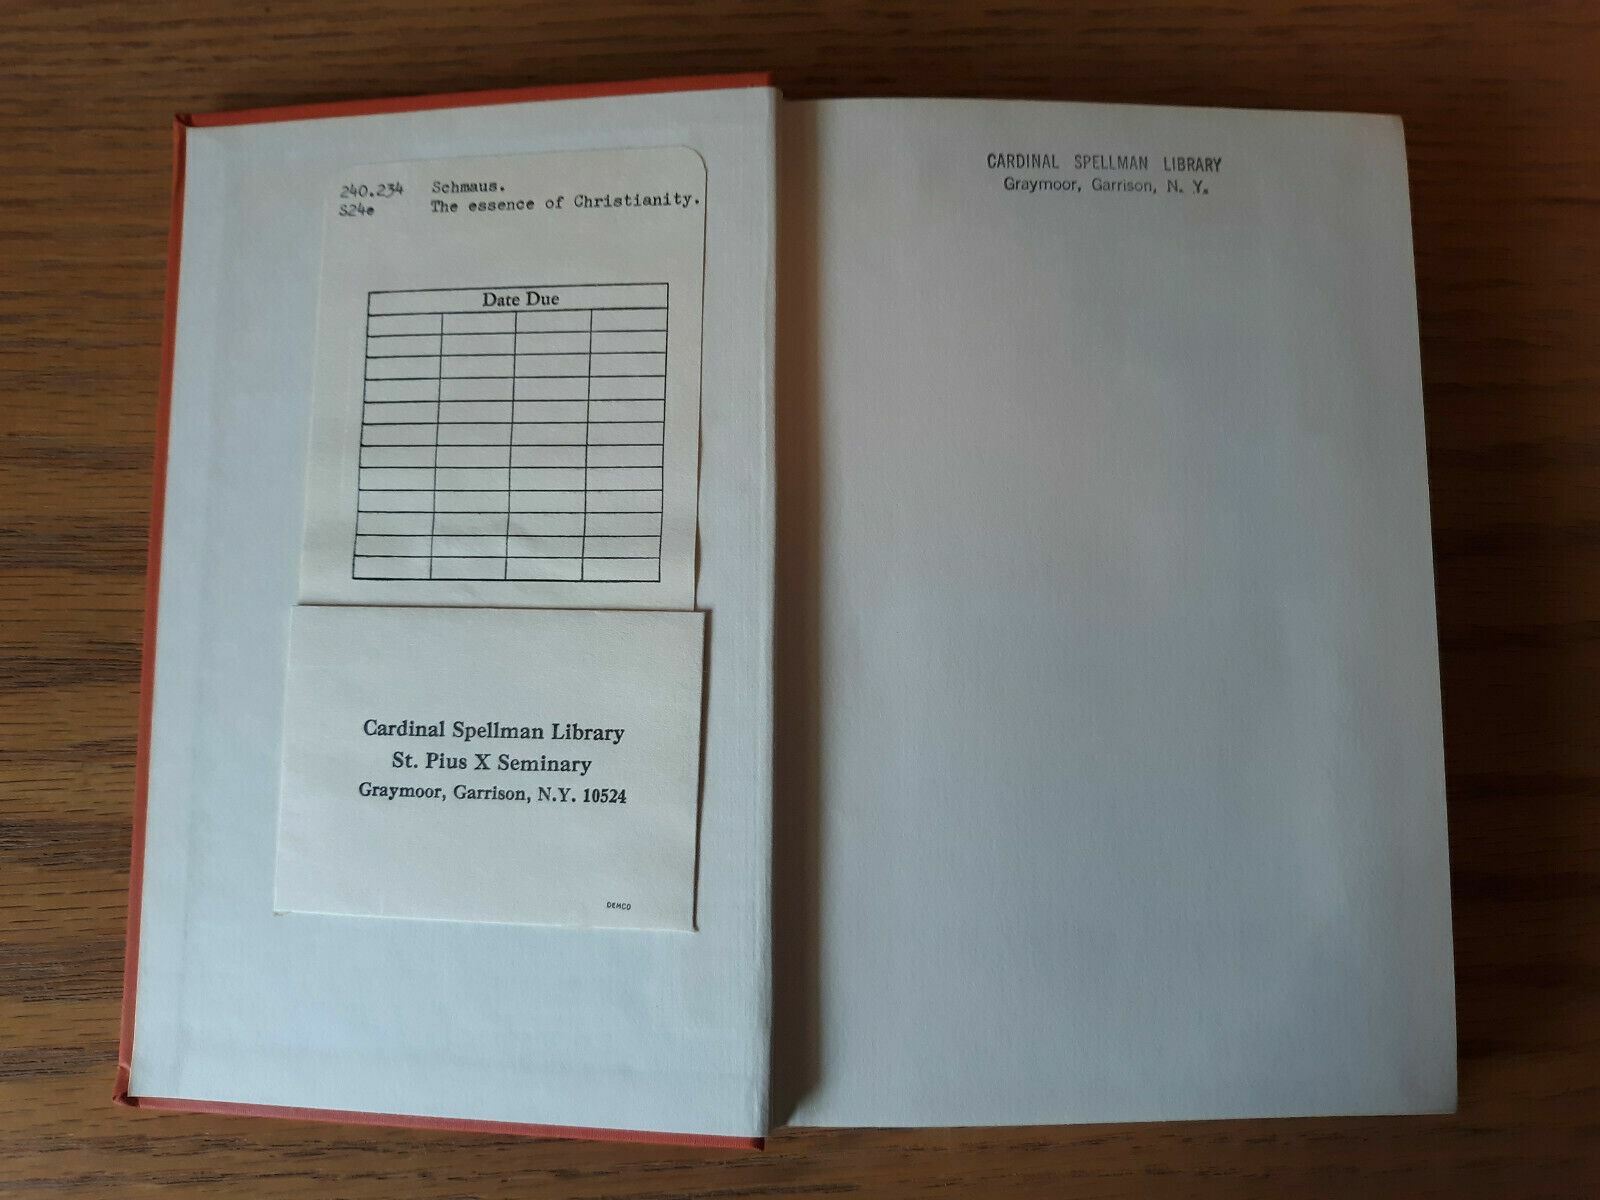 240.234 Schmaus.
S24e The essence of Christianity.
Date Due
Cardinal Spellman Library
St. Pius X Seminary
Graymoor, Garrison, N.Y. 10524
DEMCO
CARDINAL SPELLMAN LIBRARY
Graymoor, Garrison, N. Y.